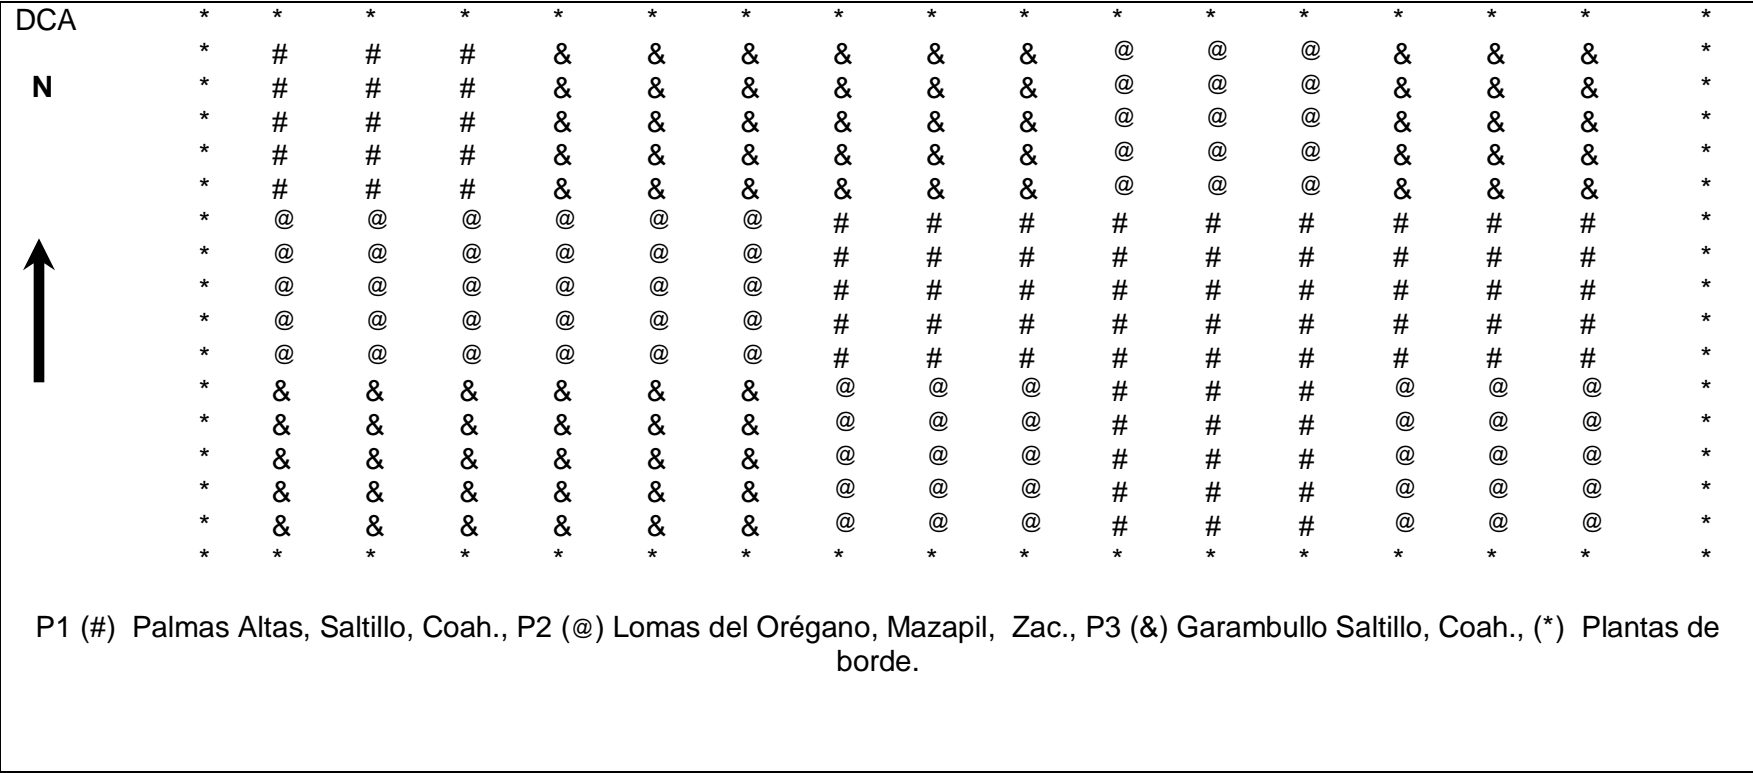 DCA * * * * * * * * * * * * * * * * *
* # # # & & & & & & @ @ @ & & & *
N * # # # & & & & & & @ @ @ & & & *
* # # # & & & & & & @ @ @ & & & *
* # # # & & & & & & @ @ @ & & & *
* # # # & & & & & & @ @ @ & & & *
* @ @ @ @ @ @ # # # # # # # # # *
* @ @ @ @ @ @ # # # # # # # # # *
* @ @ @ @ @ @ # # # # # # # # # *
* @ @ @ @ @ @ # # # # # # # # # *
* @ @ @ @ @ @ # # # # # # # # # *
* & & & & & & @ @ @ # # # @ @ @ *
* & & & & & & @ @ @ # # # @ @ @ *
* & & & & & & @ @ @ # # # @ @ @ *
* & & & & & & @ @ @ # # # @ @ @ *
* & & & & & & @ @ @ # # # @ @ @ *
* * * * * * * * * * * * * * * * *
P1 (#) Palmas Altas, Saltillo, Coah., P2 (@) Lomas del Orégano, Mazapil, Zac., P3 (&) Garambullo Saltillo, Coah., (*) Plantas de
borde.